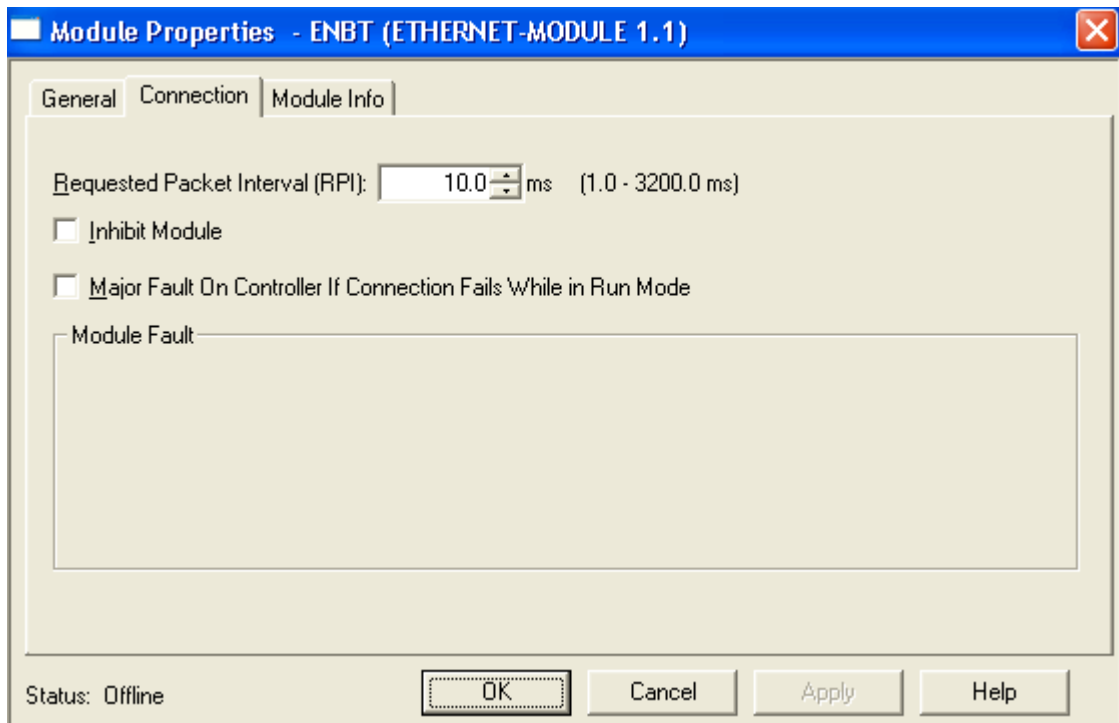 Module Properties - ENBT (ETHERNET-MODULE 1.1)
General Connection Module Info
Requested Packet Interval (RPI): 10.0 ms (1.0 - 3200.0 ms)
Inhibit Module
Major Fault On Controller If Connection Fails While in Run Mode
Module Fault
Status: Offline OK Cancel Apply Help